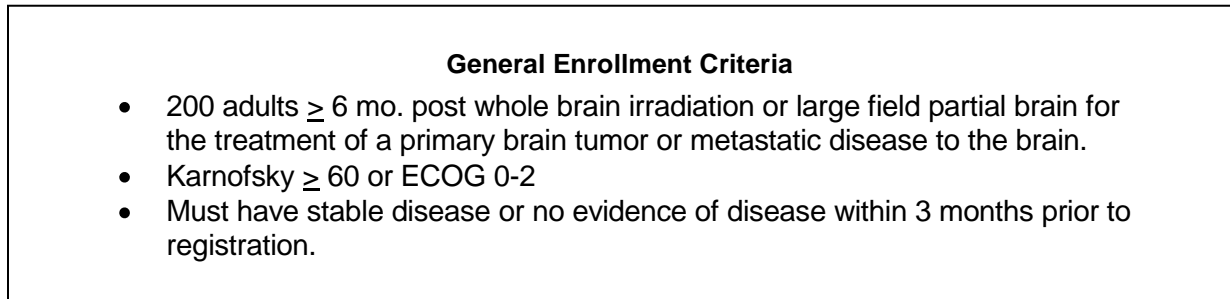 General Enrollment Criteria
• 200 adults ≥ 6 mo. post whole brain irradiation or large field partial brain for
the treatment of a primary brain tumor or metastatic disease to the brain.
• Karnofsky ≥ 60 or ECOG 0-2
• Must have stable disease or no evidence of disease within 3 months prior to
registration.